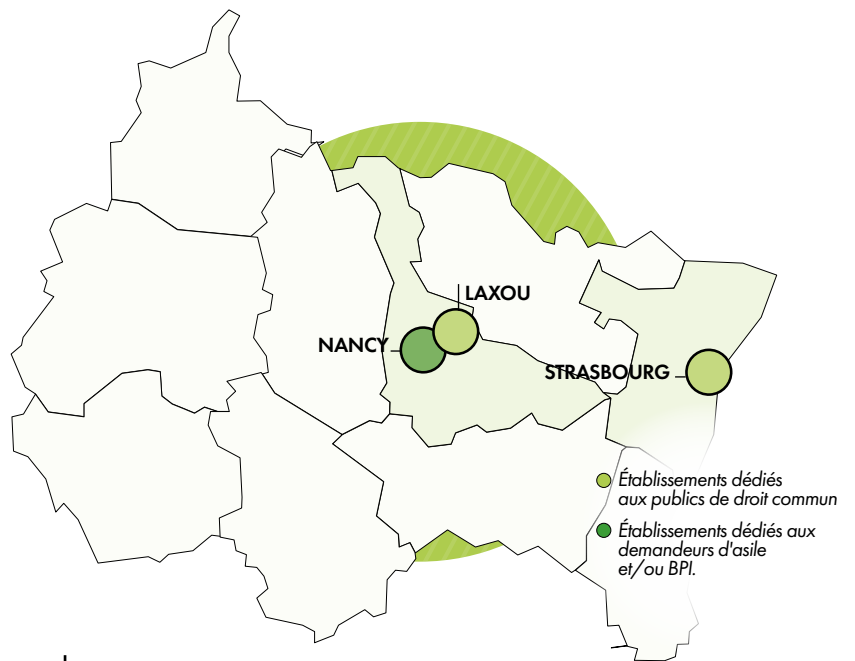 LAXOU
NANCY
STRASBOURG
Établissements dédiés
aux publics de droit commun
Établissements dédiés aux
demandeurs d'asile
et/ou BPI.